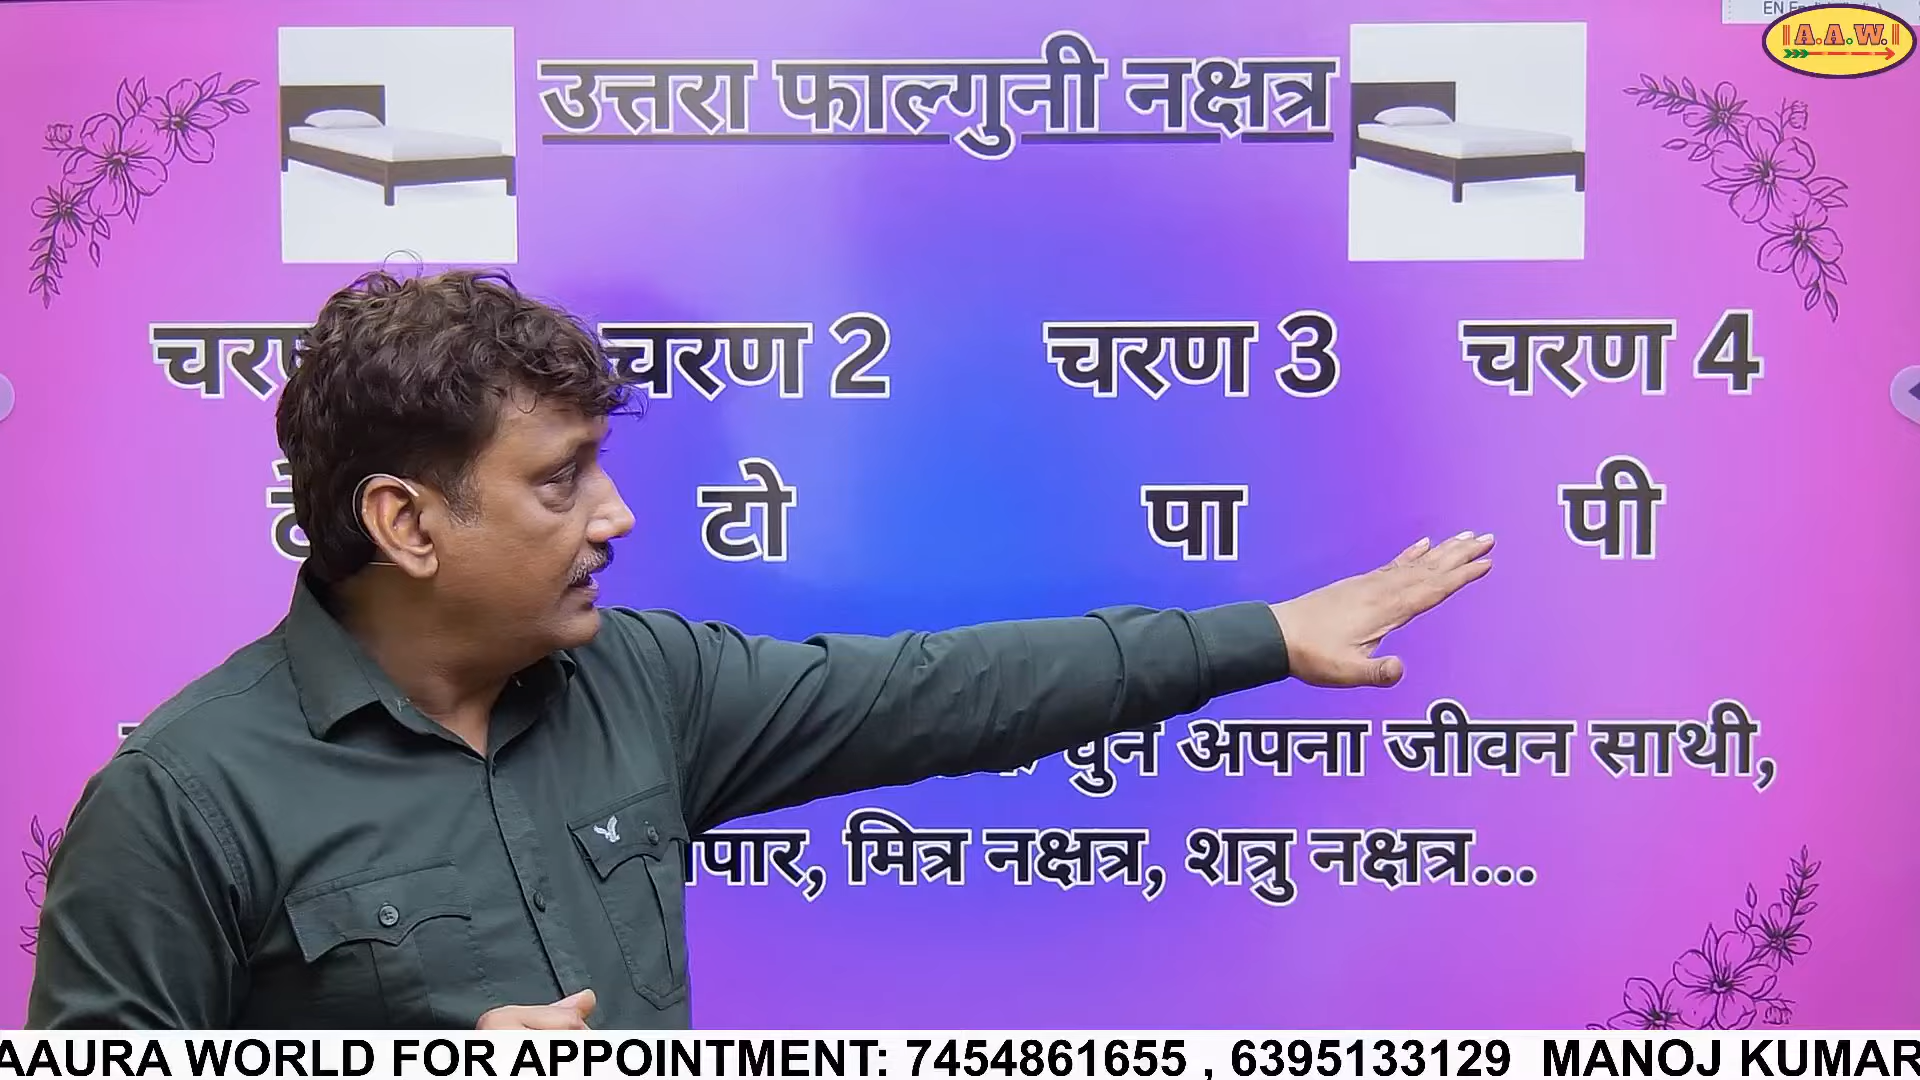 EN
A.A.W.
उत्तरा फाल्गुनी नक्षत्र
चरण 2 चरण 3 चरण 4
टो पा पी
चुने अपना जीवन साथी,
मित्र नक्षत्र, शत्रु नक्षत्र...
AAURA WORLD FOR APPOINTMENT: 7454861655 , 6395133129 MANOJ KUMAR